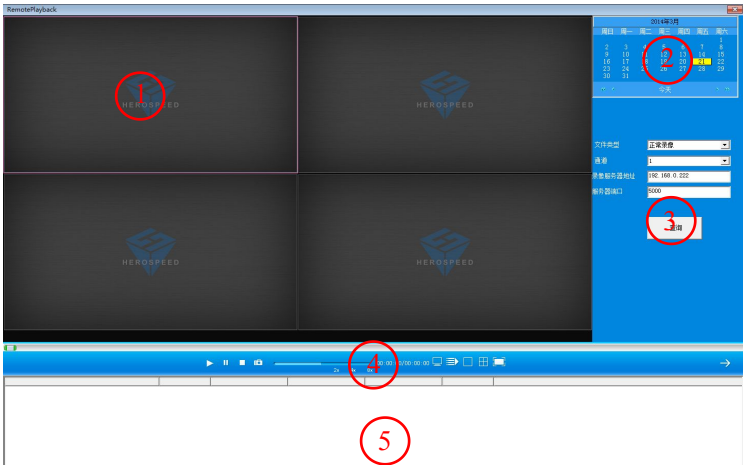 RemotePlayback
HEROSPEED
HEROSPEED
HEROSPEED
HEROSPEED
1
2014年3月
周日 周一 周二 周三 周四 周五 周六
1
2 3 4 5 6 7 8
9 10 11 12 13 14 15
16 17 18 19 20 21 22
23 24 25 26 27 28 29
30 31
2
今天
文件类型 正常录像
通道 1
录像服务器地址 192.168.0.222
服务器端口 5000
3
查询
00:00:00/00:00:00
2x 4x 8x
4
5